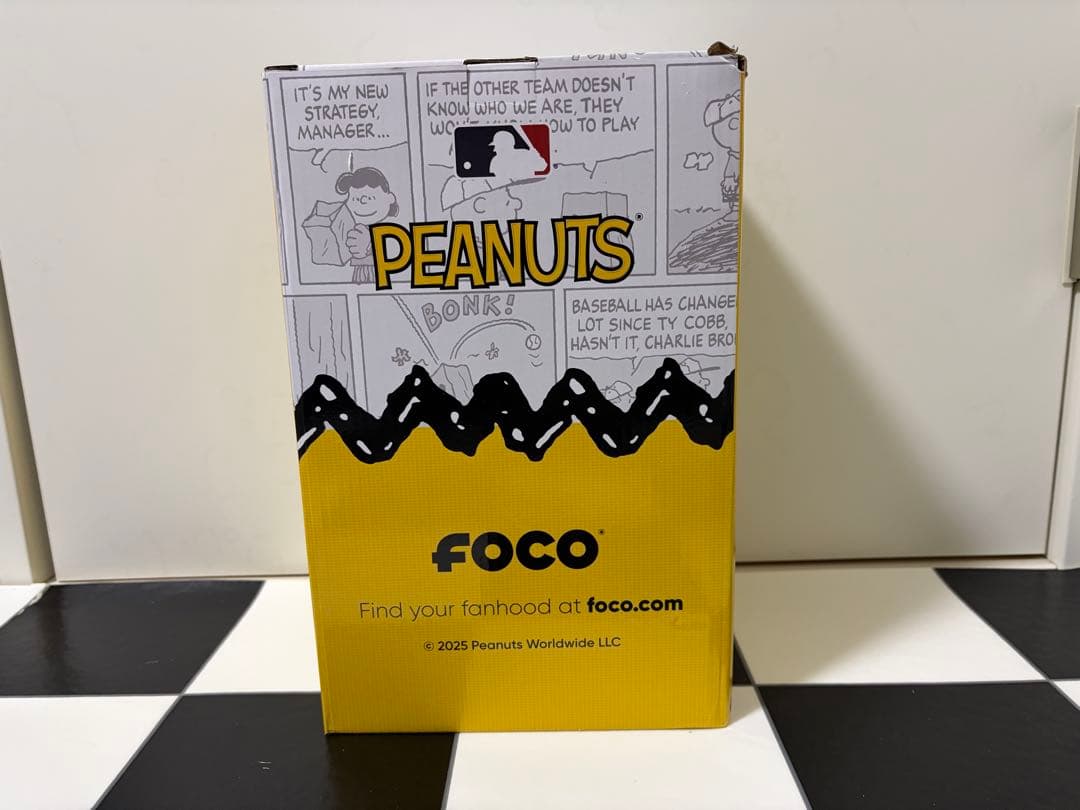 IT'S MY NEW
STRATEGY,
MANAGER...
IF THE OTHER TEAM DOESN'T
KNOW WHO WE ARE, THEY
TO PLAY
PEANUTS
BONK!
BASEBALL HAS CHANGE
LOT SINCE TY COBB,
HASN'T IT, CHARLIE BRO
FOCO
Find your fanhood at foco.com
© 2025 Peanuts Worldwide LLC